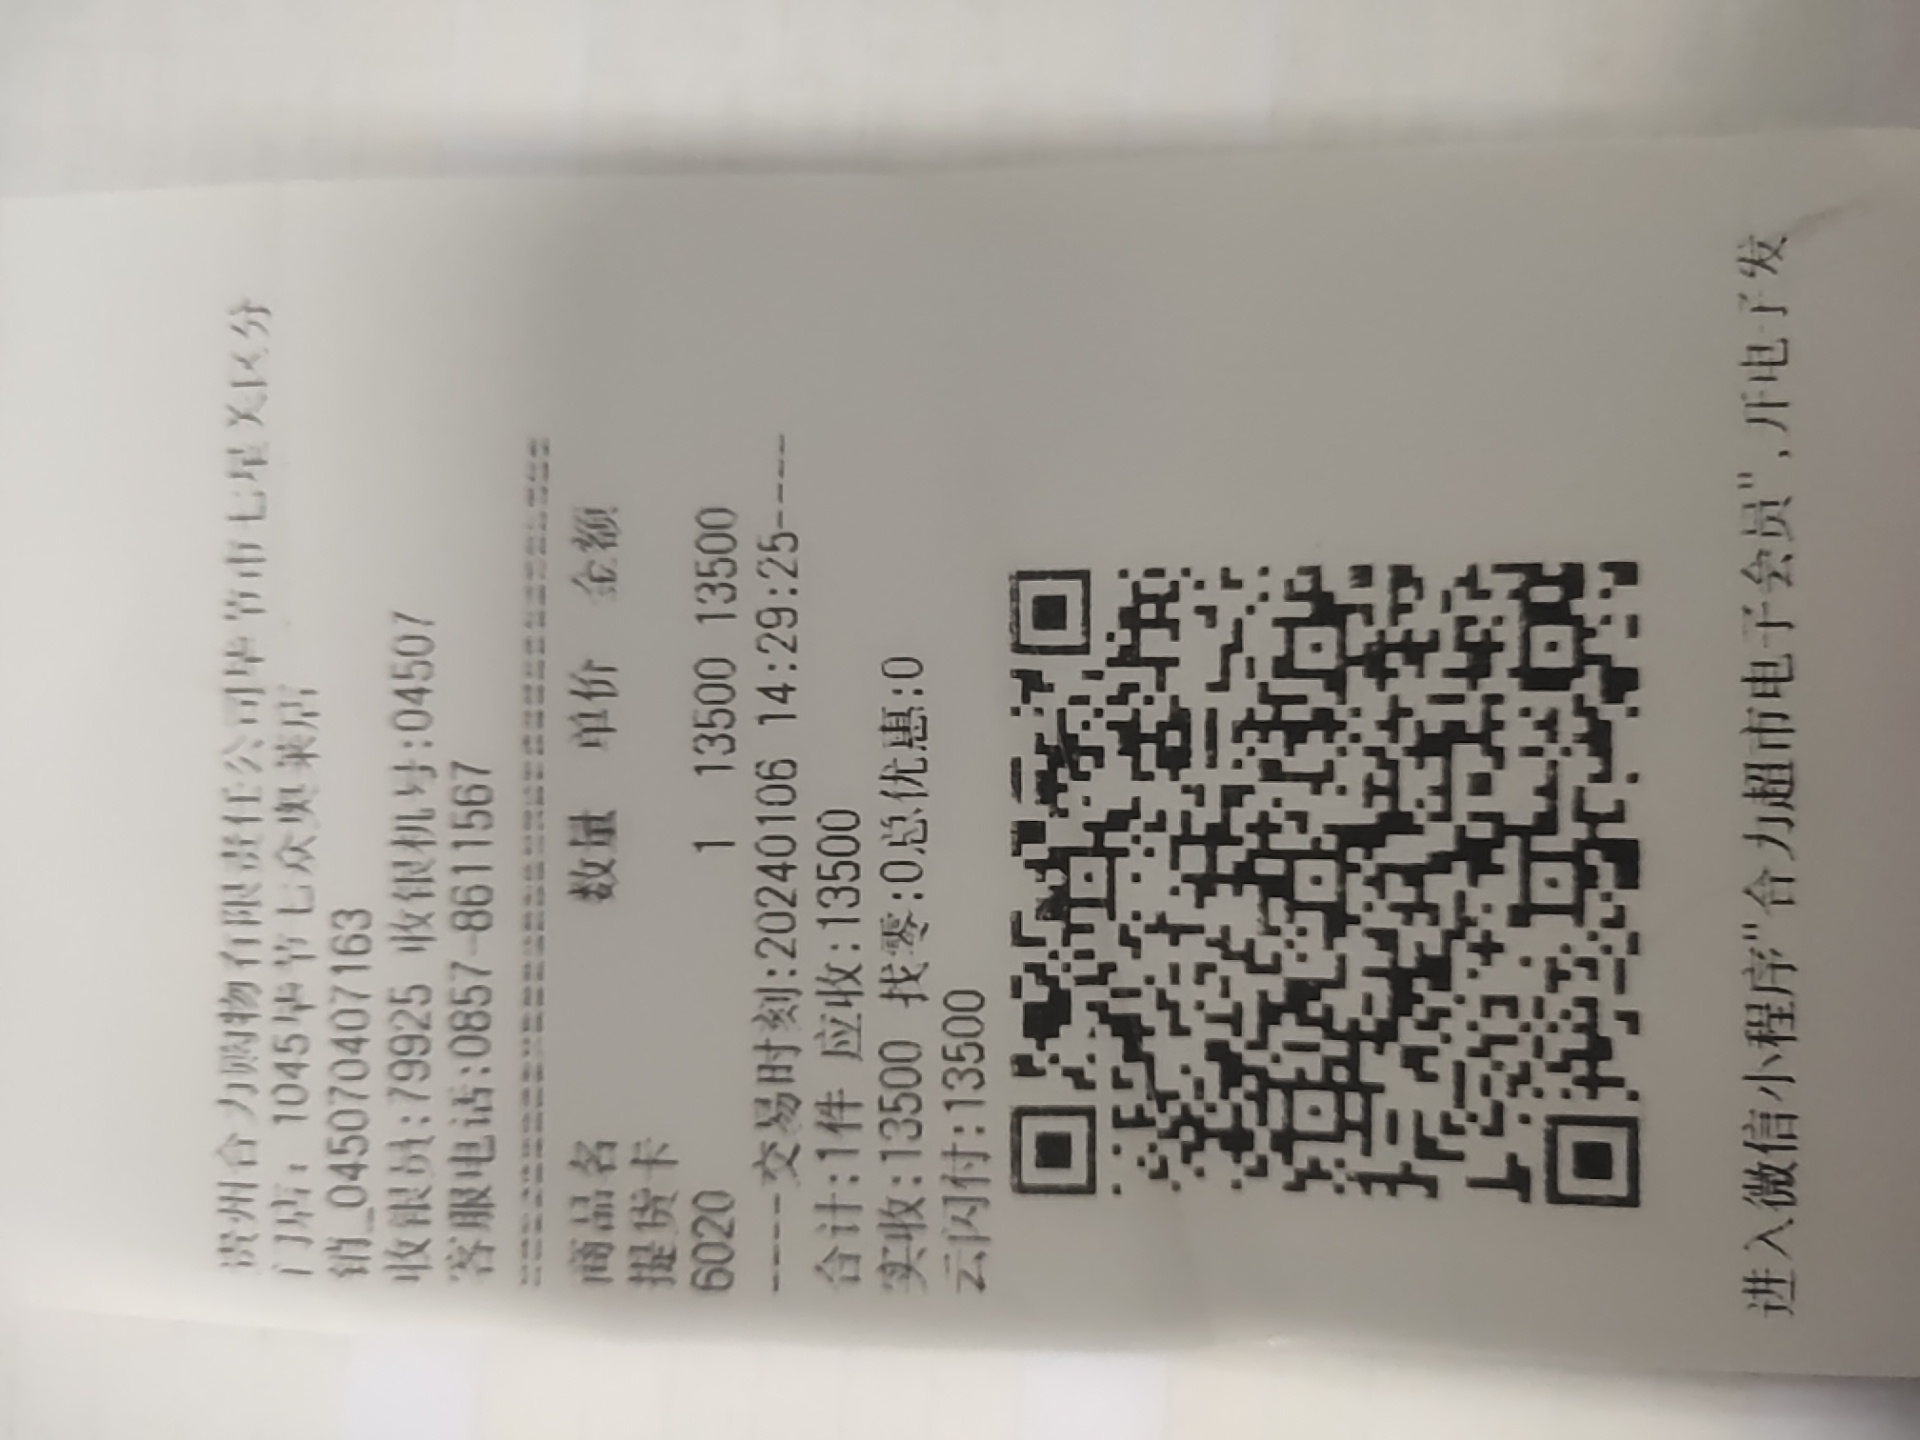 贵州合力购物有限责任公司毕节市七星关区分
门店: 1045毕节七众奥莱店
销_04507040​7163
收银员:79925 收银机号:04507
客服电话:0857-8611567
================================
商品名 数量 单价 金额
提货卡
6020 1 13500 13500
----交易时刻:20240106 14:29:25----
合计:1件 应收:13500
实收:13500 找零:0总优惠:0
云闪付:13500
进入微信小程序"合力超市电子会员", 开电子发